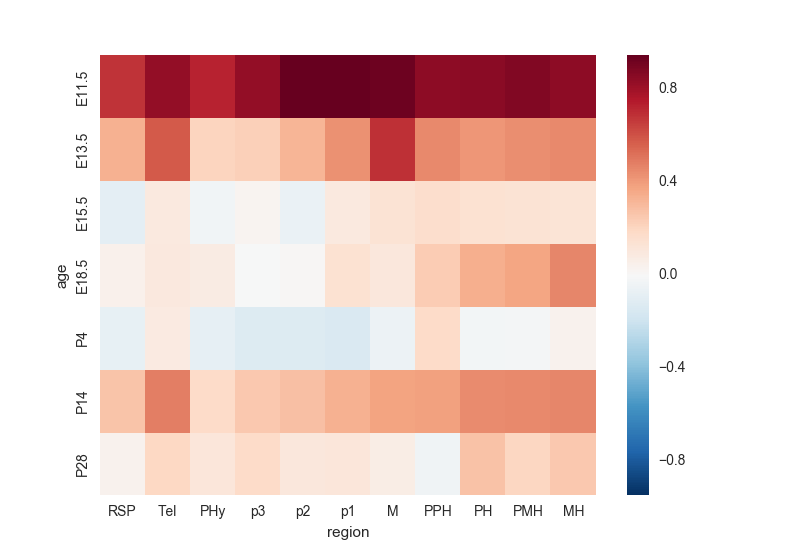 E11.5
E13.5
E15.5
E18.5
P4
P14
P28
age
RSP Tel PHy p3 p2 p1 M PPH PH PMH MH
region
0.8
0.4
0.0
−0.4
−0.8